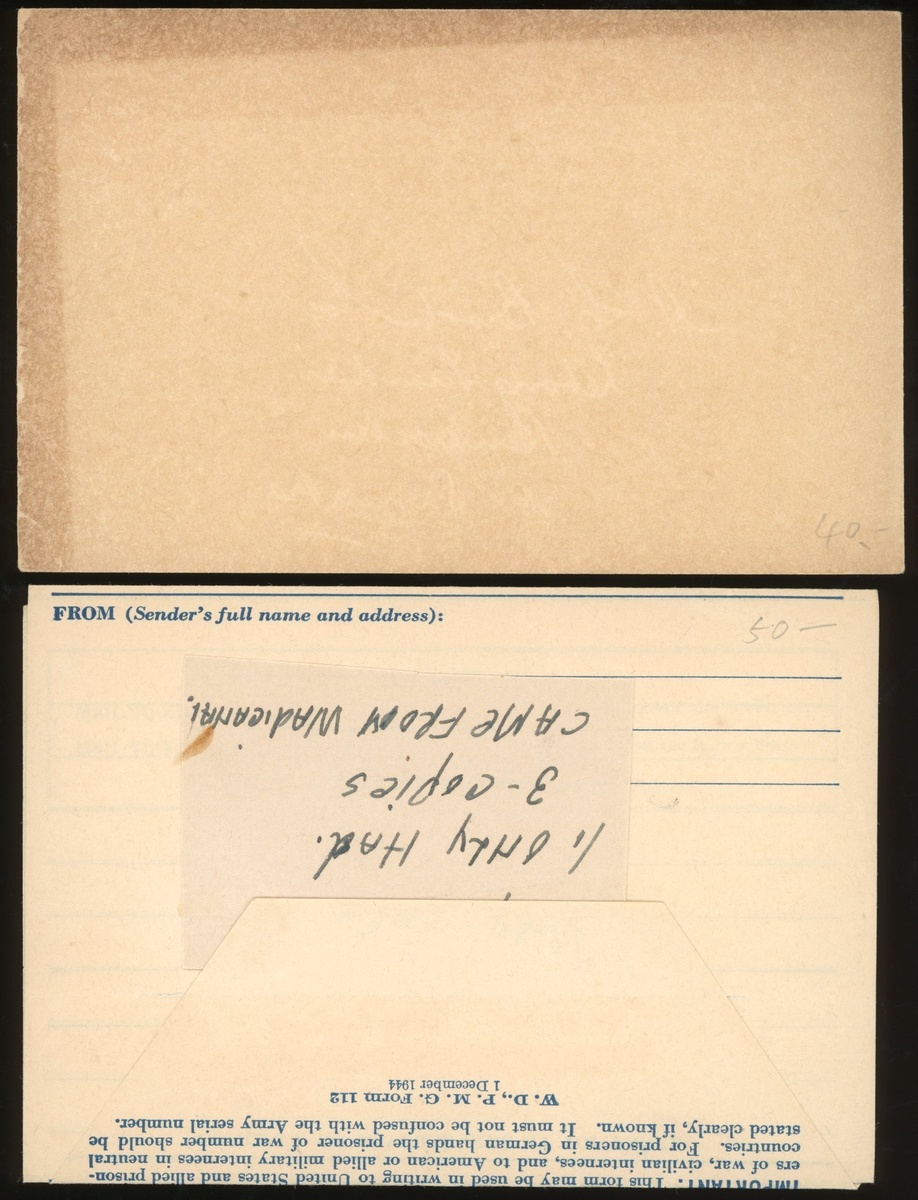 40.-
FROM (Sender's full name and address):
50 -
IMPORTANT: This form may be used in writing to United States and allied prison-
ers of war, civilian internees, and to American or allied military internees in neutral
countries. For prisoners in German hands the prisoner of war number should be
stated clearly, if known. It must not be confused with the Army serial number.
W. D., P. M. G. Form 112
1 December 1944
I, ONLY HAD.
3-COPIES
CAME FROM WADICANAL.